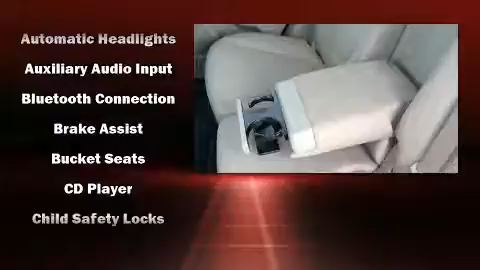 Automatic Headlights
Auxiliary Audio Input
Bluetooth Connection
Brake Assist
Bucket Seats
CD Player
Child Safety Locks